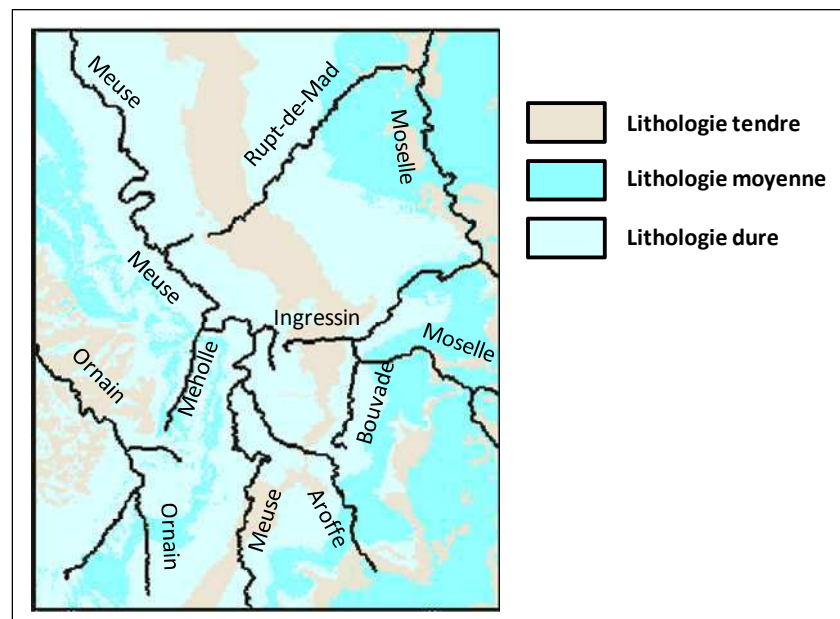 Meuse
Rupt-de-Mad
Moselle
Lithologie tendre
Lithologie moyenne
Lithologie dure
Meuse
Ingressin
Moselle
Ornain
Meholle
Bouvade
Ornain
Meuse
Aroffe